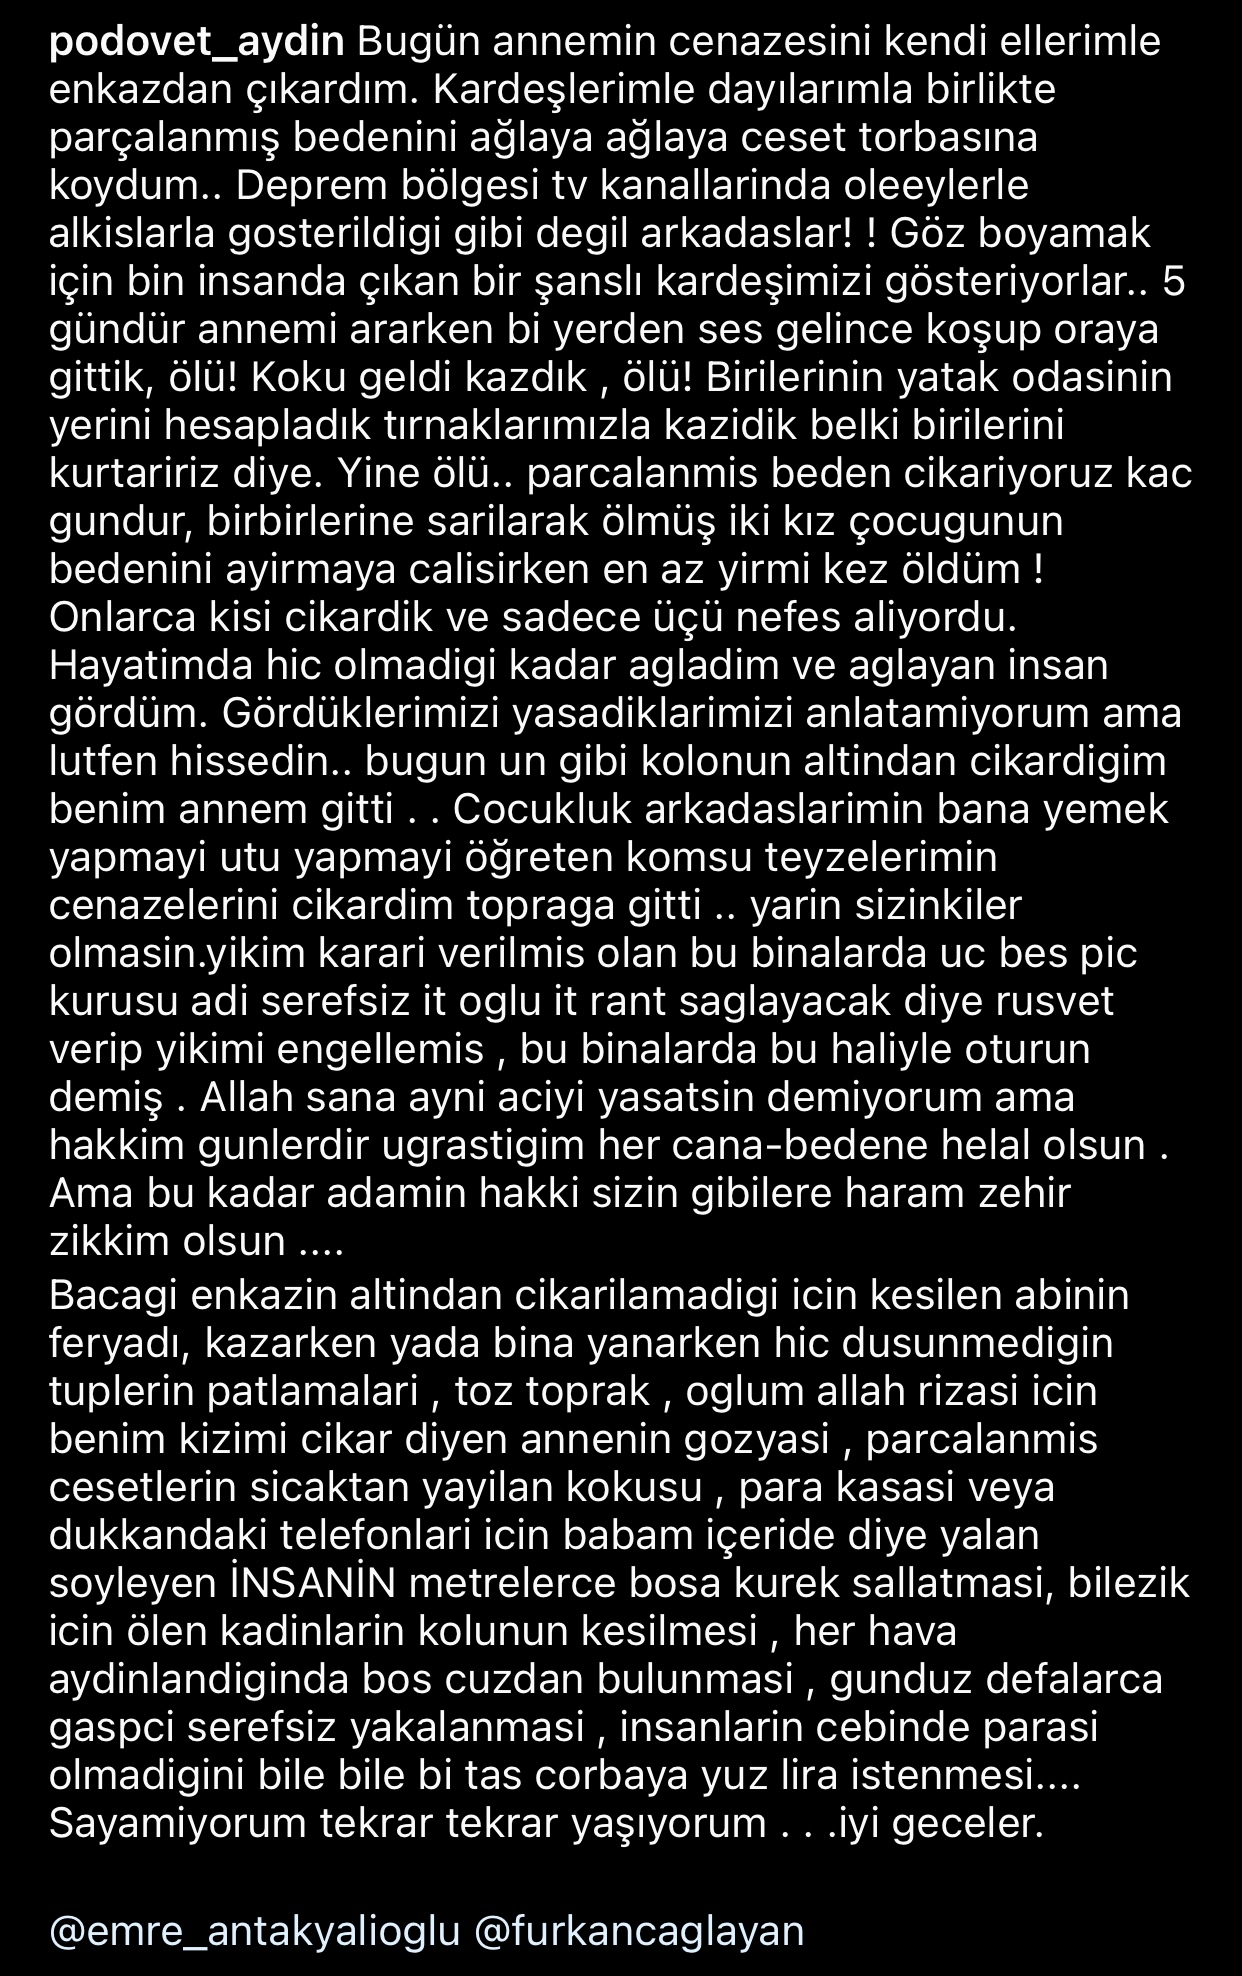 podovet_aydin Bugün annemin cenazesini kendi ellerimle
enkazdan çıkardım. Kardeşlerimle dayılarımla birlikte
parçalanmış bedenini ağlaya ağlaya ceset torbasına
koydum.. Deprem bölgesi tv kanallarinda oleeylerle
alkislarla gosterildigi gibi degil arkadaslar! ! Göz boyamak
için bin insanda çıkan bir şanslı kardeşimizi gösteriyorlar.. 5
gündür annemi ararken bi yerden ses gelince koşup oraya
gittik, ölü! Koku geldi kazdık , ölü! Birilerinin yatak odasinin
yerini hesapladık tırnaklarımızla kazidik belki birilerini
kurtaririz diye. Yine ölü.. parcalanmis beden cikariyoruz kac
gundur, birbirlerine sarilarak ölmüş iki kız çocugunun
bedenini ayirmaya calisirken en az yirmi kez öldüm !
Onlarca kisi cikardik ve sadece üçü nefes aliyordu.
Hayatimda hic olmadigi kadar agladim ve aglayan insan
gördüm. Gördüklerimizi yasadiklarimizi anlatamiyorum ama
lutfen hissedin.. bugun un gibi kolonun altindan cikardigim
benim annem gitti . . Cocukluk arkadaslarimin bana yemek
yapmayi utu yapmayi öğreten komsu teyzelerimin
cenazelerini cikardim topraga gitti .. yarin sizinkiler
olmasin.yikim karari verilmis olan bu binalarda uc bes pic
kurusu adi serefsiz it oglu it rant saglayacak diye rusvet
verip yikimi engellemis , bu binalarda bu haliyle oturun
demiş . Allah sana ayni aciyi yasatsin demiyorum ama
hakkim gunlerdir ugrastigim her cana-bedene helal olsun .
Ama bu kadar adamin hakki sizin gibilere haram zehir
zikkim olsun ....
Bacagi enkazin altindan cikarilamadigi icin kesilen abinin
feryadı, kazarken yada bina yanarken hic dusunmedigin
tuplerin patlamalari , toz toprak , oglum allah rizasi icin
benim kizimi cikar diyen annenin gozyasi , parcalanmis
cesetlerin sicaktan yayilan kokusu , para kasasi veya
dukkandaki telefonlari icin babam içeride diye yalan
soyleyen İNSANİN metrelerce bosa kurek sallatmasi, bilezik
icin ölen kadinlarin kolunun kesilmesi , her hava
aydinlandiginda bos cuzdan bulunmasi , gunduz defalarca
gaspci serefsiz yakalanmasi , insanlarin cebinde parasi
olmadigini bile bile bi tas corbaya yuz lira istenmesi....
Sayamiyorum tekrar tekrar yaşıyorum . . .iyi geceler.
@emre_antakyalioglu @furkancaglayan